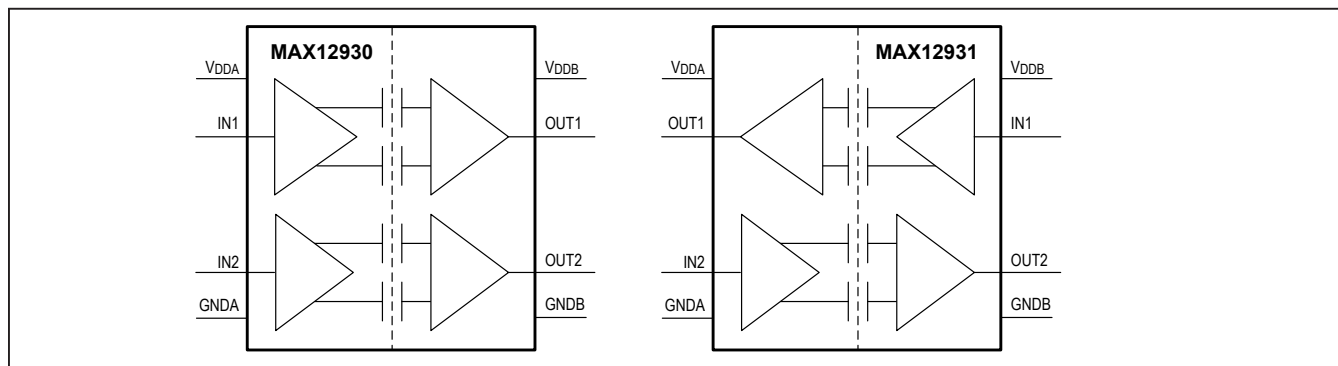 MAX12930
VDDA
VDDB
IN1
OUT1
IN2
OUT2
GNDA
GNDB
MAX12931
VDDA
VDDB
OUT1
IN1
IN2
OUT2
GNDA
GNDB